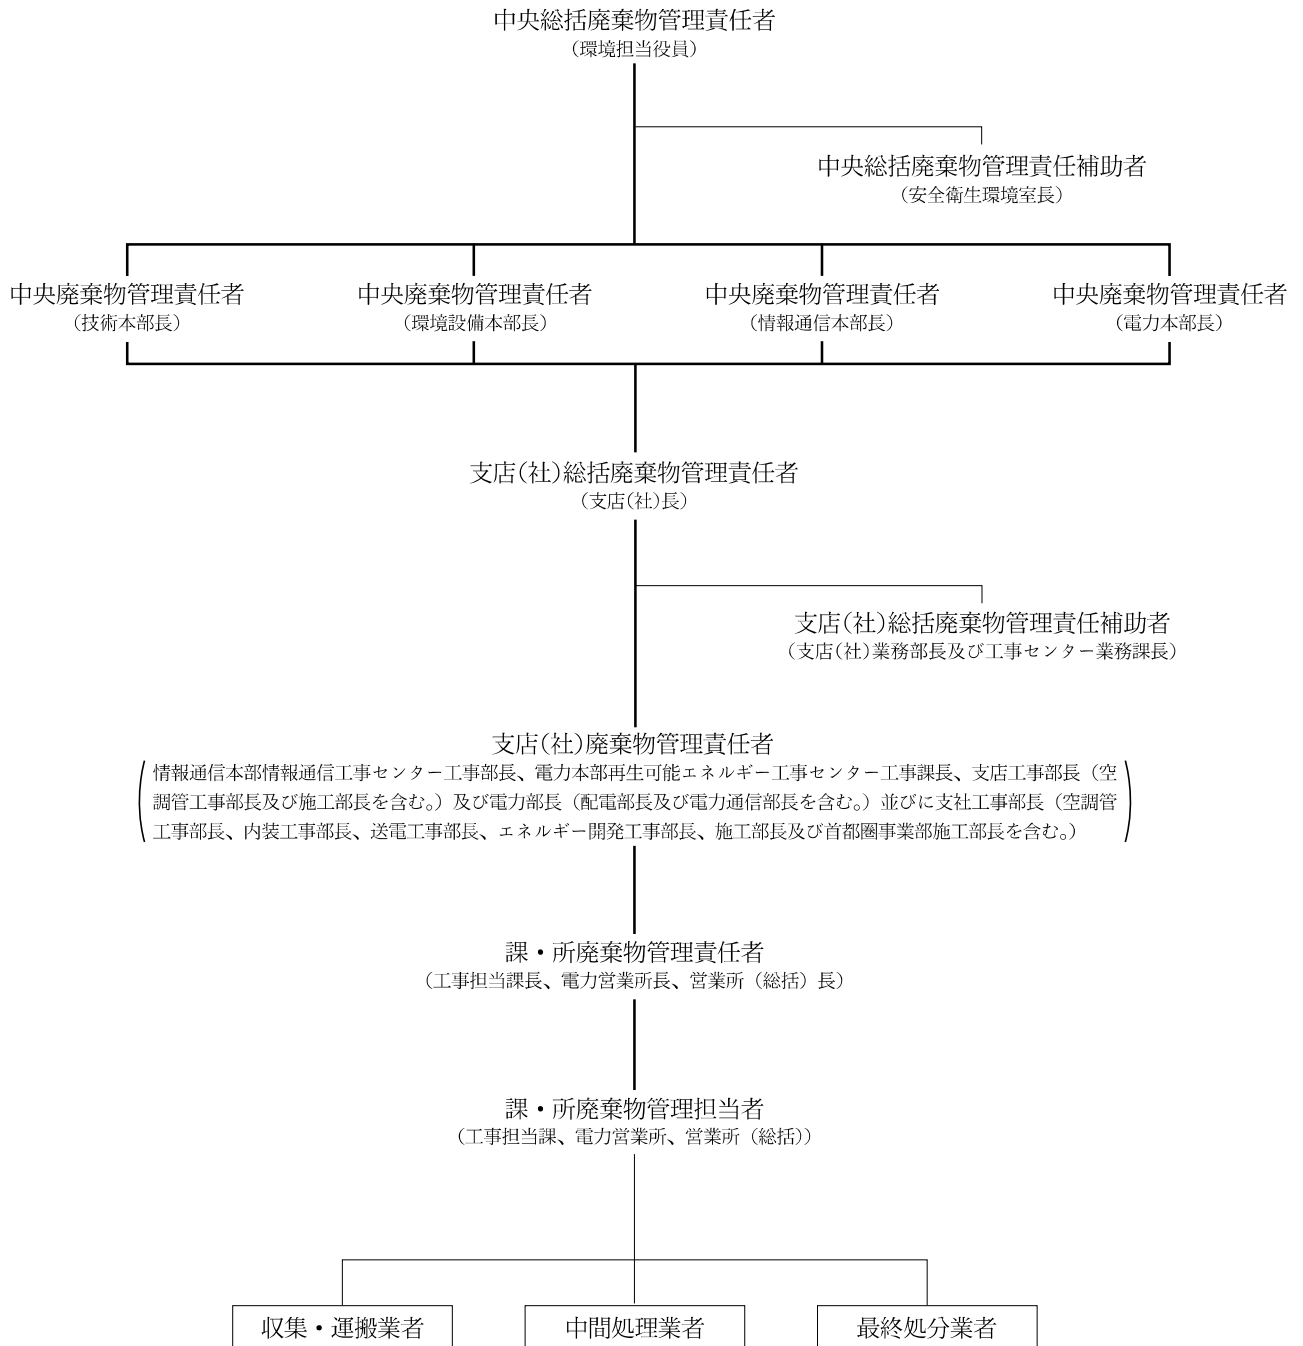 中央総括廃棄物管理責任者
（環境担当役員）
中央総括廃棄物管理責任補助者
（安全衛生環境室長）
中央廃棄物管理責任者
（技術本部長）
中央廃棄物管理責任者
（環境設備本部長）
中央廃棄物管理責任者
（情報通信本部長）
中央廃棄物管理責任者
（電力本部長）
支店（社）総括廃棄物管理責任者
（支店（社）長）
支店（社）総括廃棄物管理責任補助者
（支店（社）業務部長及び工事センター業務課長）
支店（社）廃棄物管理責任者
情報通信本部情報通信工事センター工事部長、電力本部再生可能エネルギー工事センター工事課長、支店工事部長（空
調管工事部長及び施工部長を含む。）及び電力部長（配電部長及び電力通信部長を含む。）並びに支社工事部長（空調管
工事部長、内装工事部長、送電工事部長、エネルギー開発工事部長、施工部長及び首都圏事業部施工部長を含む。）
課・所廃棄物管理責任者
（工事担当課長、電力営業所長、営業所（総括）長）
課・所廃棄物管理担当者
（工事担当課、電力営業所、営業所（総括））
収集・運搬業者
中間処理業者
最終処分業者